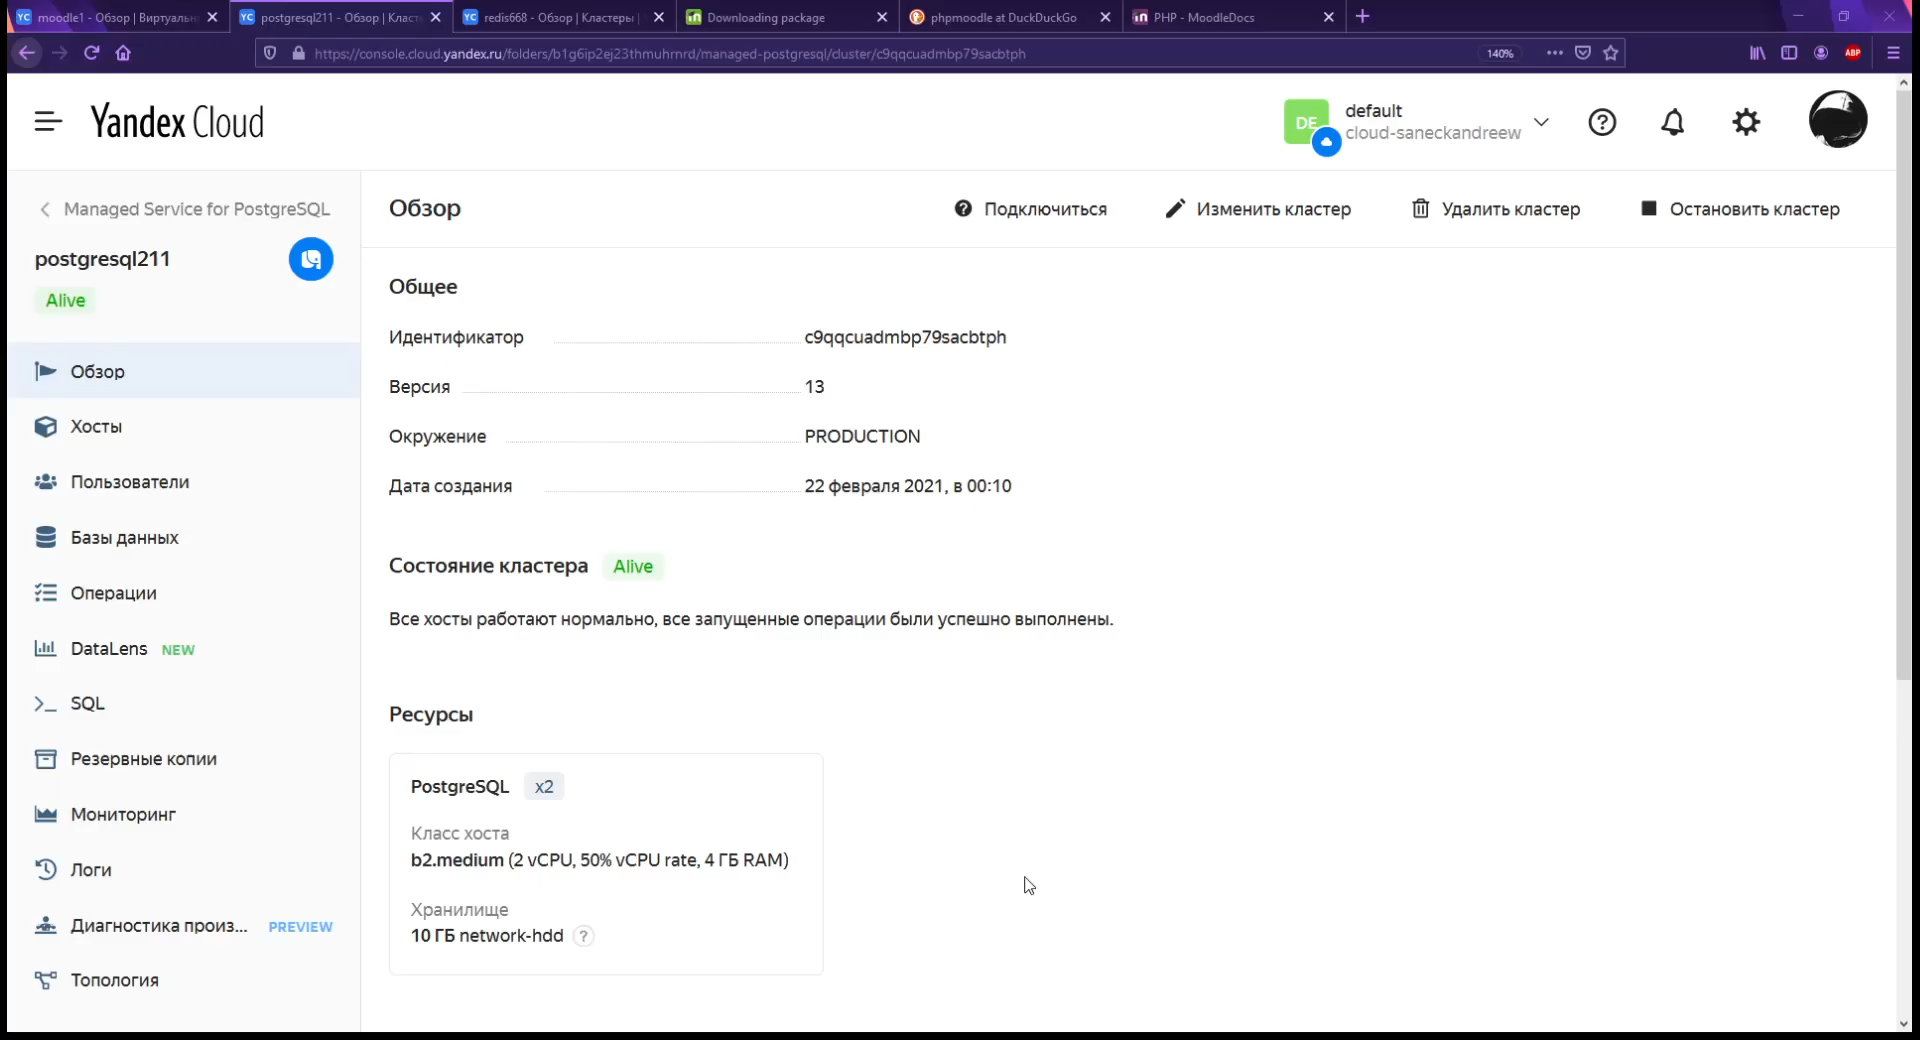 moodle1 - Обзор | Виртуальн
postgresql211 - Обзор | Класт
redis668 - Обзор | Кластеры
Downloading package
phpmoodle at DuckDuckGo
PHP - MoodleDocs
https://console.cloud.yandex.ru/folders/b1g6ip2ej23thmuhrnrd/managed-postgresql/cluster/c9qqcuadmbp79sacbtph
140%
ABP
Yandex Cloud
DE
default
cloud-saneckandreew
Managed Service for PostgreSQL
postgresql211
Alive
Обзор
Хосты
Пользователи
Базы данных
Операции
DataLens NEW
SQL
Резервные копии
Мониторинг
Логи
Диагностика произ... PREVIEW
Топология
Обзор
Подключиться
Изменить кластер
Удалить кластер
Остановить кластер
Общее
Идентификатор c9qqcuadmbp79sacbtph
Версия 13
Окружение PRODUCTION
Дата создания 22 февраля 2021, в 00:10
Состояние кластера Alive
Все хосты работают нормально, все запущенные операции были успешно выполнены.
Ресурсы
PostgreSQL x2
Класс хоста
b2.medium (2 vCPU, 50% vCPU rate, 4 ГБ RAM)
Хранилище
10 ГБ network-hdd ?